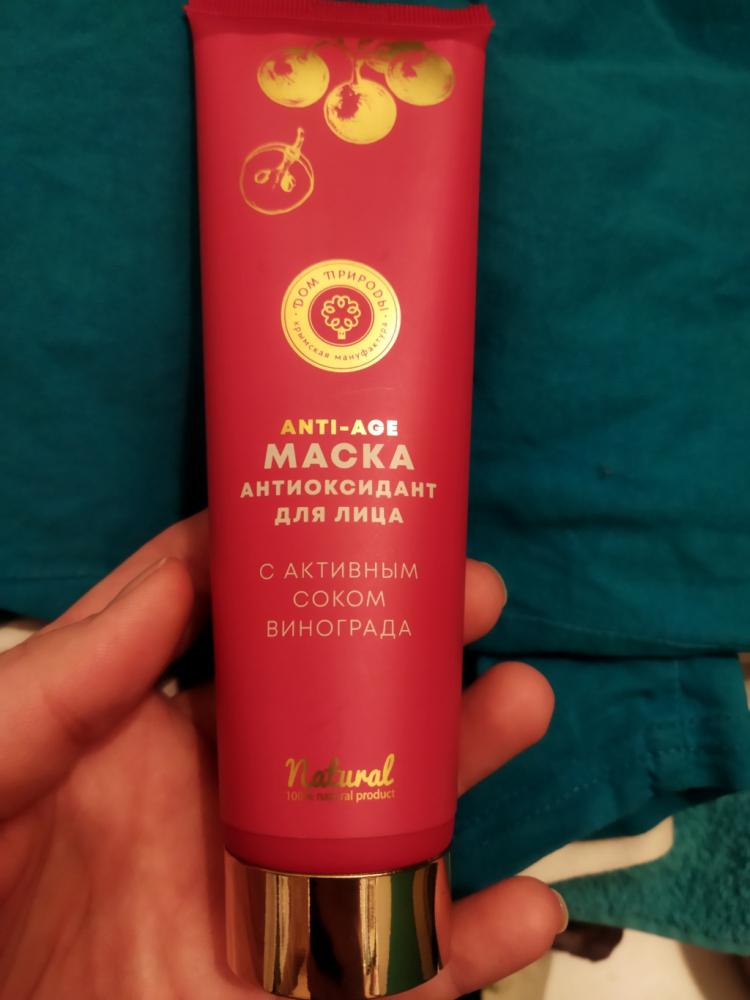 ДОМ ПРИРОДЫ
крымская мануфактура
ANTI-AGE
МАСКА
АНТИОКСИДАНТ
ДЛЯ ЛИЦА
С АКТИВНЫМ
СОКОМ
ВИНОГРАДА
Natural
100% natural product